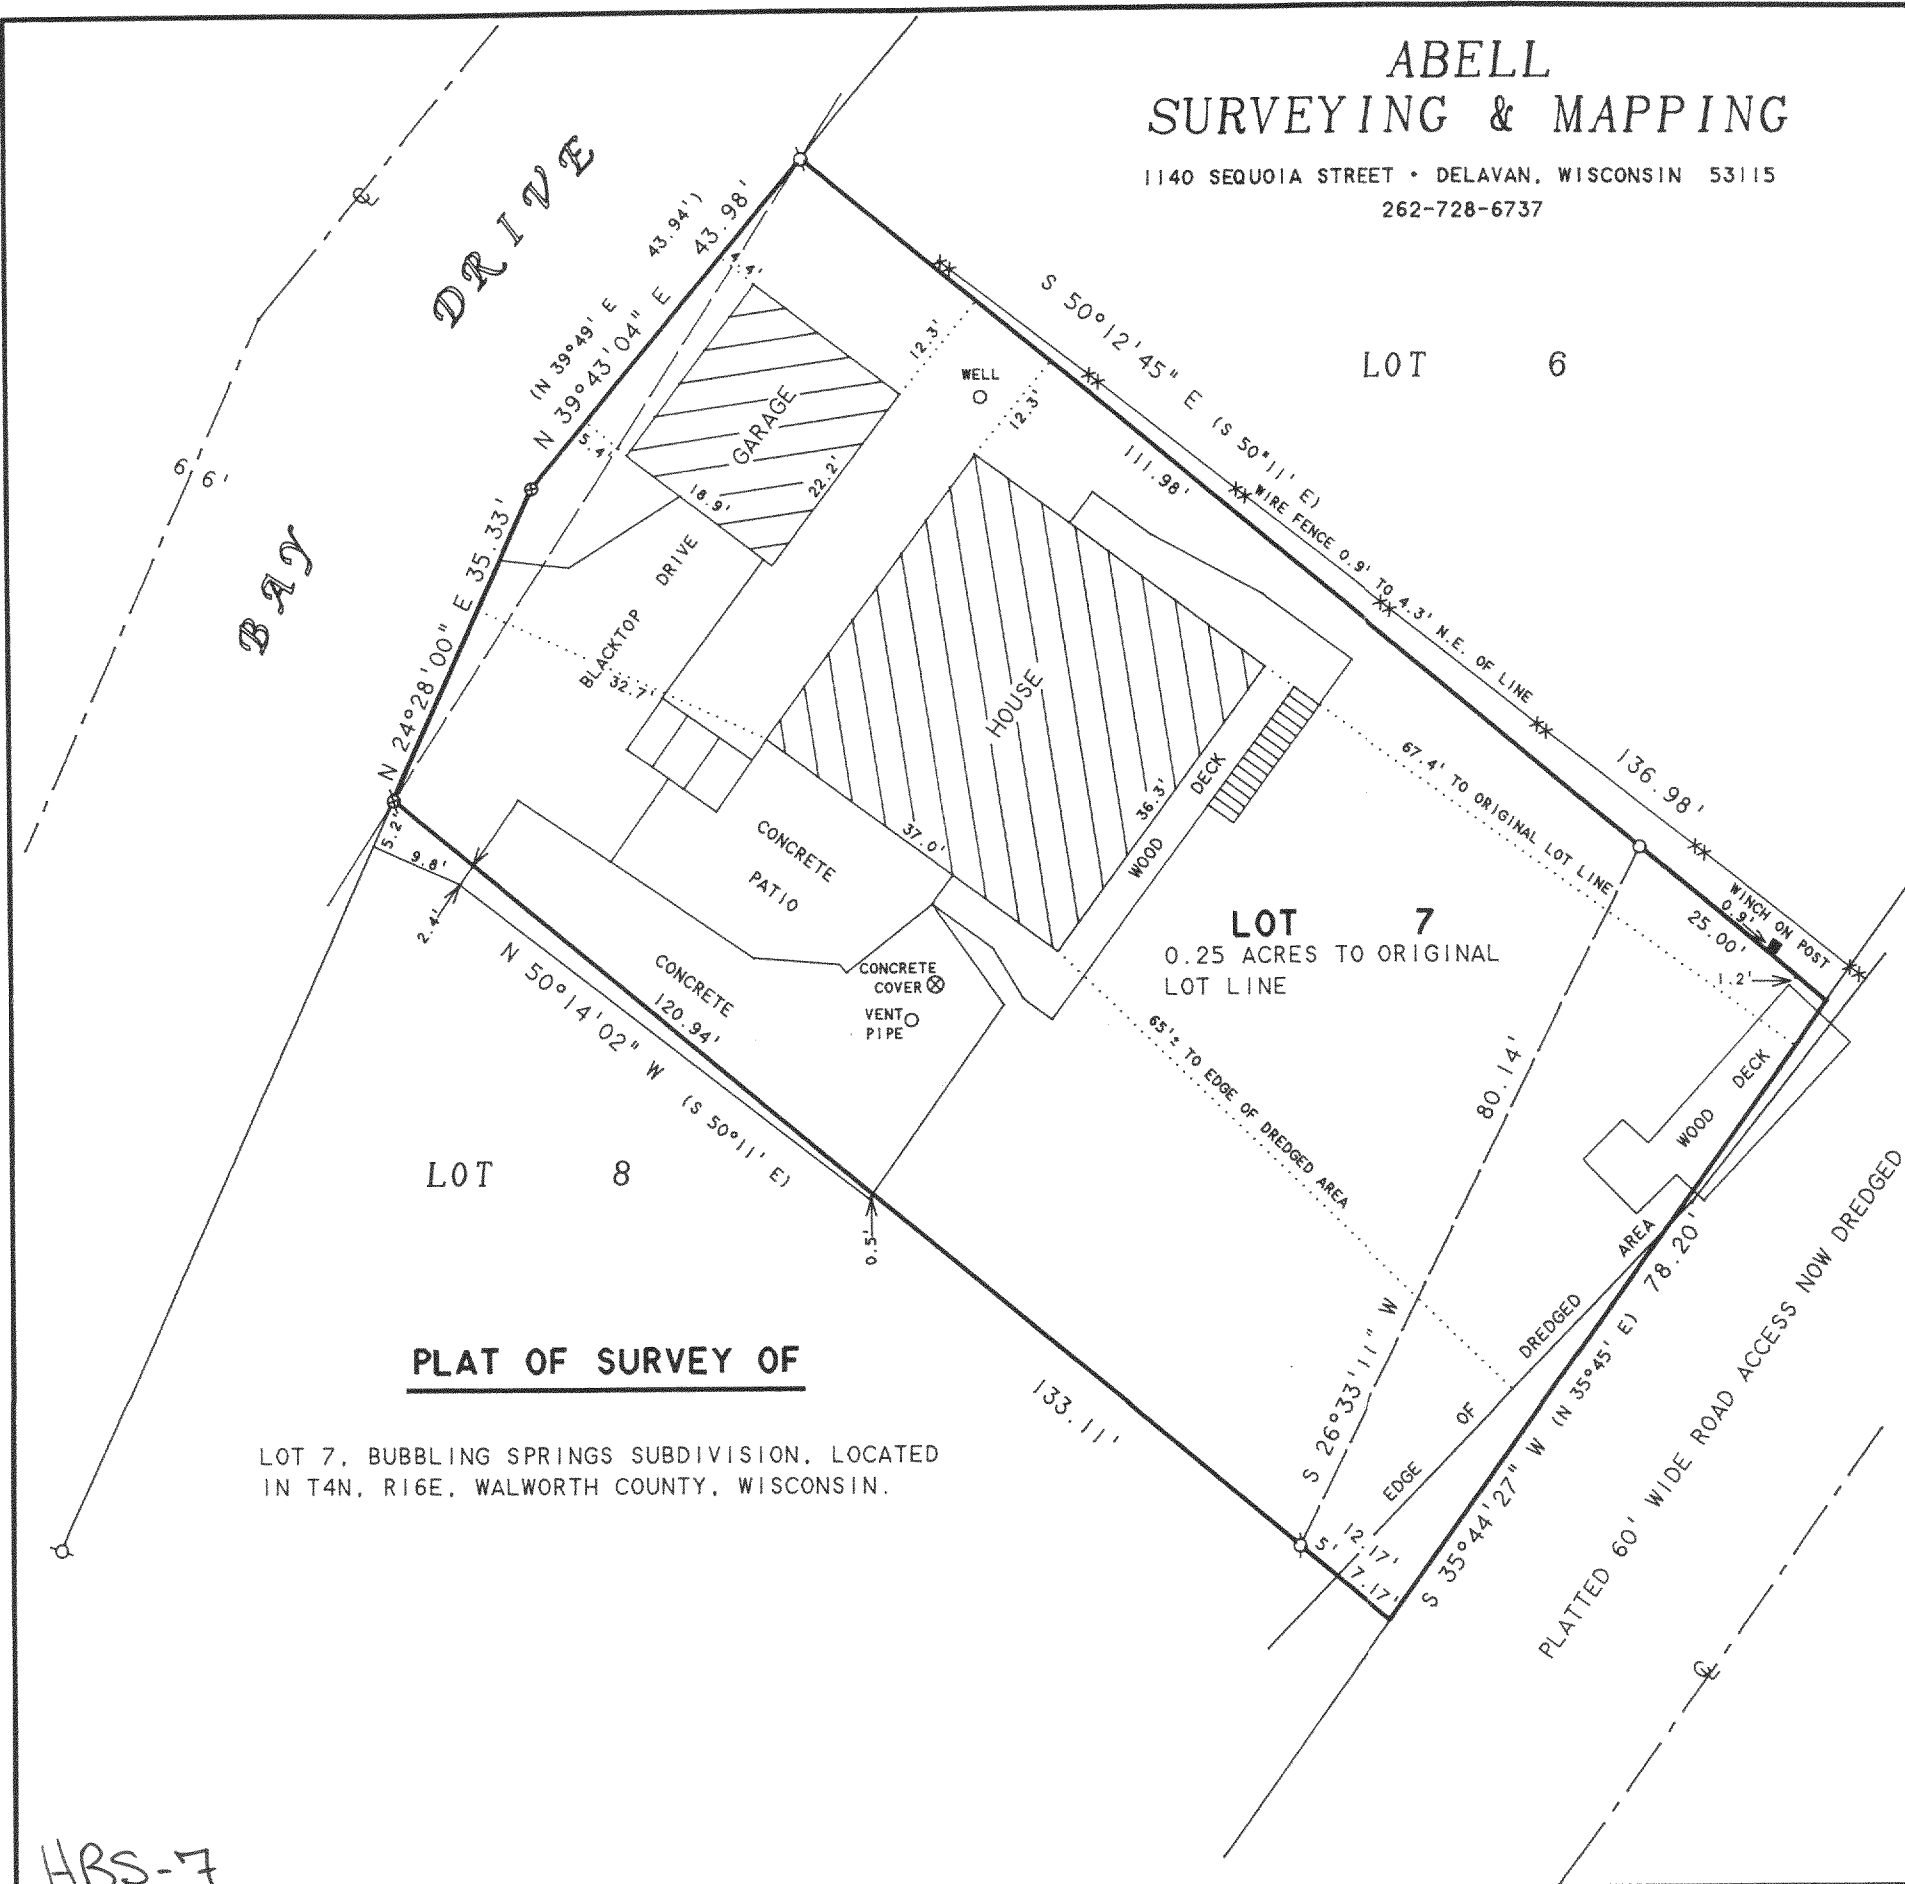 ABELL
SURVEYING & MAPPING
1140 SEQUOIA STREET • DELAVAN, WISCONSIN 53115
262-728-6737
BAY DRIVE
66'
43.94')
43.98'
(N 39°49' E
N 39°43'04" E
4.4'
5.4'
GARAGE
18.9'
22.2'
12.3'
WELL
12.3'
S 50°12'45" E (S 50°11' E)
LOT 6
111.98'
WIRE FENCE 0.9' TO 4.3' N.E. OF LINE
136.98'
N 24°28'00" E 35.33'
BLACKTOP DRIVE
32.7'
HOUSE
37.0'
36.3'
WOOD DECK
67.4' TO ORIGINAL LOT LINE
WINCH ON POST
0.9'
25.00'
1.2'
5.2'
9.8'
2.4'
CONCRETE
PATIO
CONCRETE
120.94'
CONCRETE
COVER
VENT
PIPE
LOT 7
0.25 ACRES TO ORIGINAL
LOT LINE
N 50°14'02" W (S 50°11' E)
65'± TO EDGE OF DREDGED AREA
80.14'
S 26°33'11" W
WOOD DECK
LOT 8
0.5'
133.11'
EDGE OF DREDGED AREA
78.20'
S 35°44'27" W (N 35°45' E)
PLATTED 60' WIDE ROAD ACCESS NOW DREDGED
12.17'
5'
7.17'
PLAT OF SURVEY OF
LOT 7, BUBBLING SPRINGS SUBDIVISION, LOCATED
IN T4N, R16E, WALWORTH COUNTY, WISCONSIN.
HBS-7